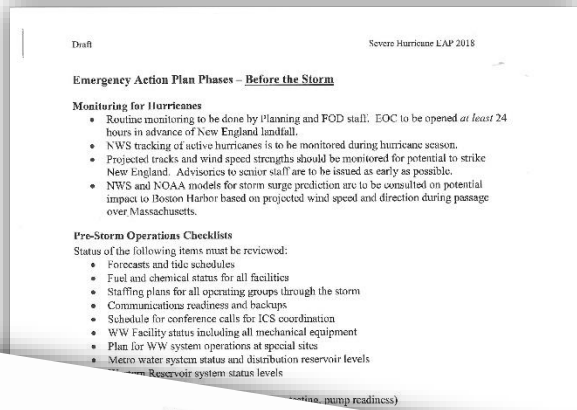 Draft Severe Hurricane EAP 2018
Emergency Action Plan Phases – Before the Storm
Monitoring for Hurricanes
• Routine monitoring to be done by Planning and FOD staff. EOC to be opened at least 24
hours in advance of New England landfall.
• NWS tracking of active hurricanes is to be monitored during hurricane season.
• Projected tracks and wind speed strengths should be monitored for potential to strike
New England. Advisories to senior staff are to be issued as early as possible.
• NWS and NOAA models for storm surge prediction are to be consulted on potential
impact to Boston Harbor based on projected wind speed and direction during passage
over Massachusetts.
Pre-Storm Operations Checklists
Status of the following items must be reviewed:
• Forecasts and tide schedules
• Fuel and chemical status for all facilities
• Staffing plans for all operating groups through the storm
• Communications readiness and backups
• Schedule for conference calls for ICS coordination
• WW Facility status including all mechanical equipment
• Plan for WW system operations at special sites
• Metro water system status and distribution reservoir levels
Reservoir system status levels
pump readiness)